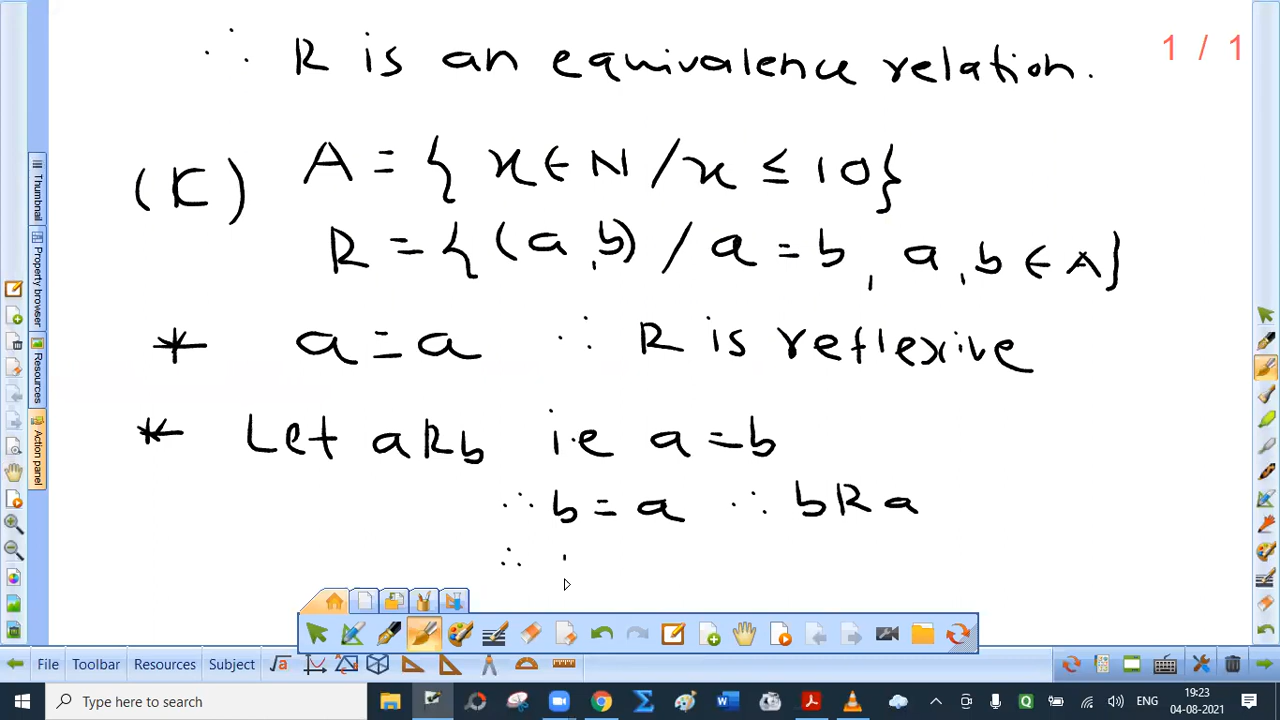 ∴ R is an equivalence relation.
1 / 1
(K) A = { x ∈ N / x ≤ 10}
R = { (a, b) / a = b, a, b ∈ A}
* a = a ∴ R is reflexive
* Let aRb i.e a = b
∴ b = a ∴ bRa
∴
Thumbnail
Property browser
Resources
Action panel
File Toolbar Resources Subject
Type here to search
ENG
19:23
04-08-2021